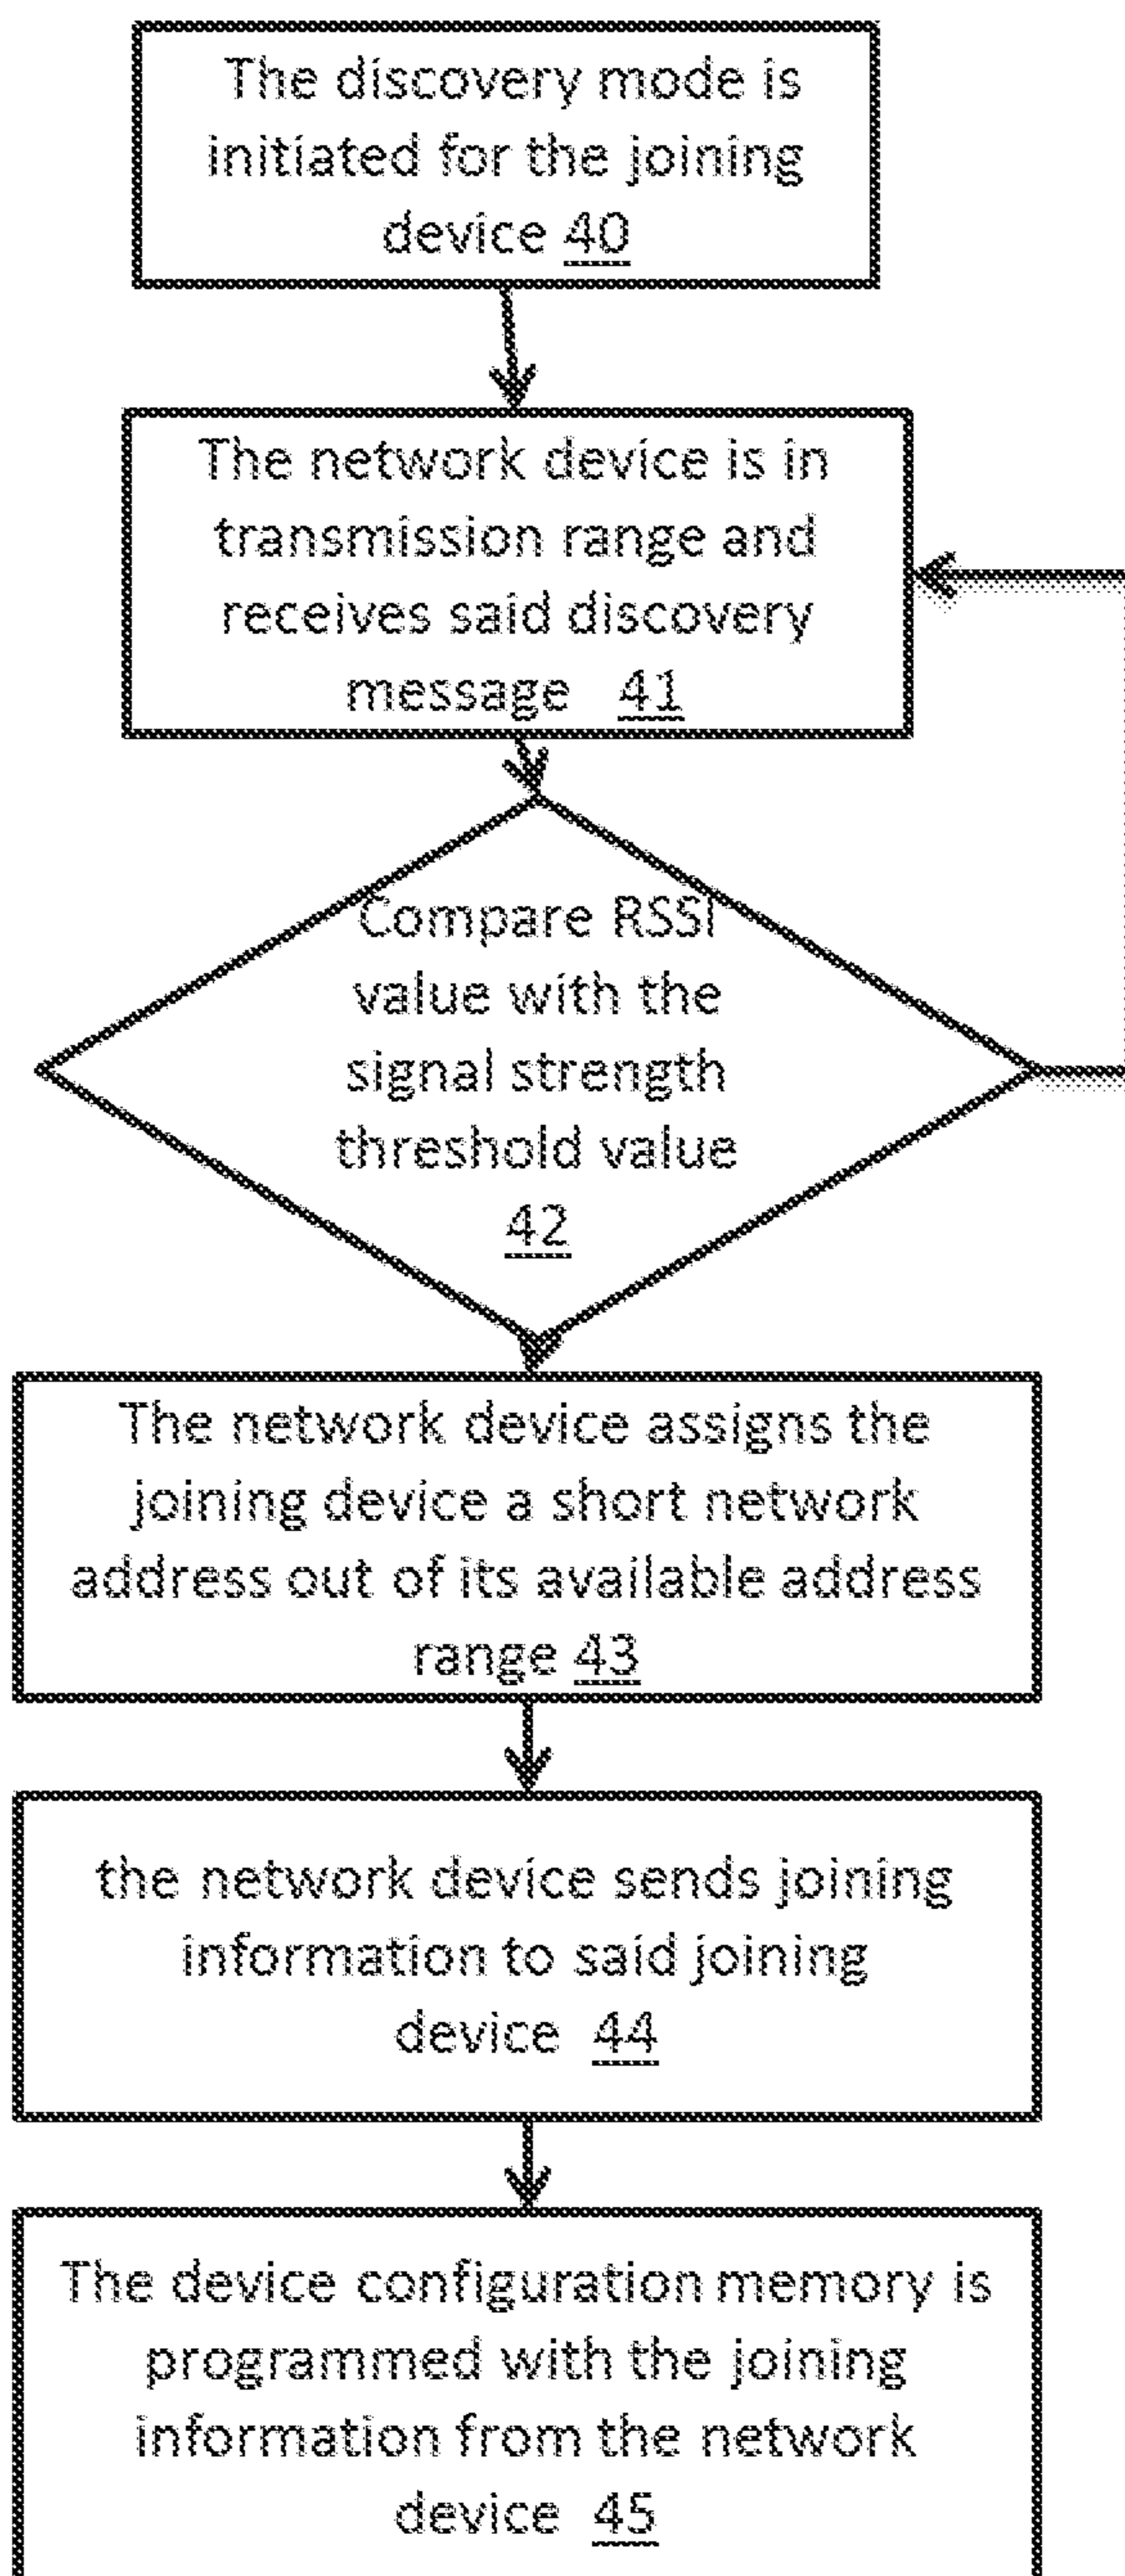 The discovery mode is
initiated for the joining
device 40
The network device is in
transmission range and
receives said discovery
message 41
Compare RSSI
value with the
signal strength
threshold value
42
The network device assigns the
joining device a short network
address out of its available address
range 43
the network device sends joining
information to said joining
device 44
The device configuration memory is
programmed with the joining
information from the network
device 45